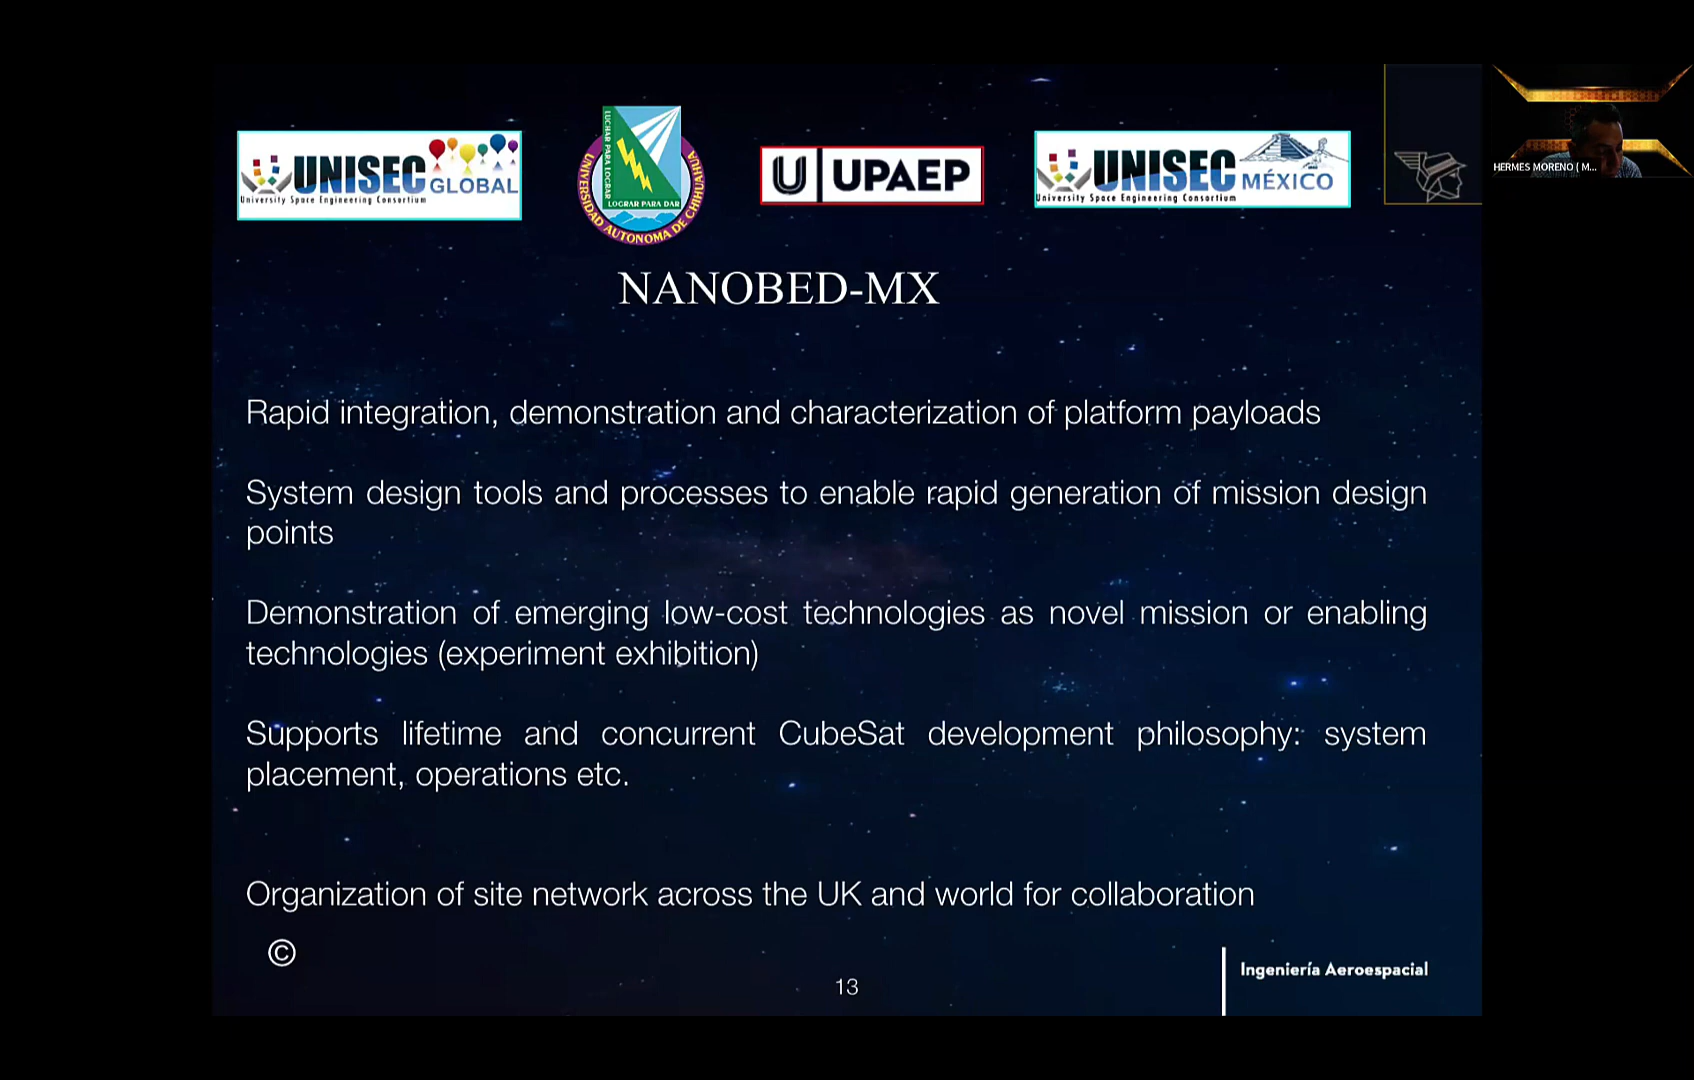 UNISEC GLOBAL
University Space Engineering Consortium
LUCHAR PARA LOGRAR
LOGRAR PARA DAR
UNIVERSIDAD AUTONOMA DE CHIHUAHUA
U UPAEP
UNISEC MÉXICO
University Space Engineering Consortium
HERMES MORENO ( M...
NANOBED-MX
Rapid integration, demonstration and characterization of platform payloads
System design tools and processes to enable rapid generation of mission design
points
Demonstration of emerging low-cost technologies as novel mission or enabling
technologies (experiment exhibition)
Supports lifetime and concurrent CubeSat development philosophy: system
placement, operations etc.
Organization of site network across the UK and world for collaboration
©
Ingeniería Aeroespacial
13